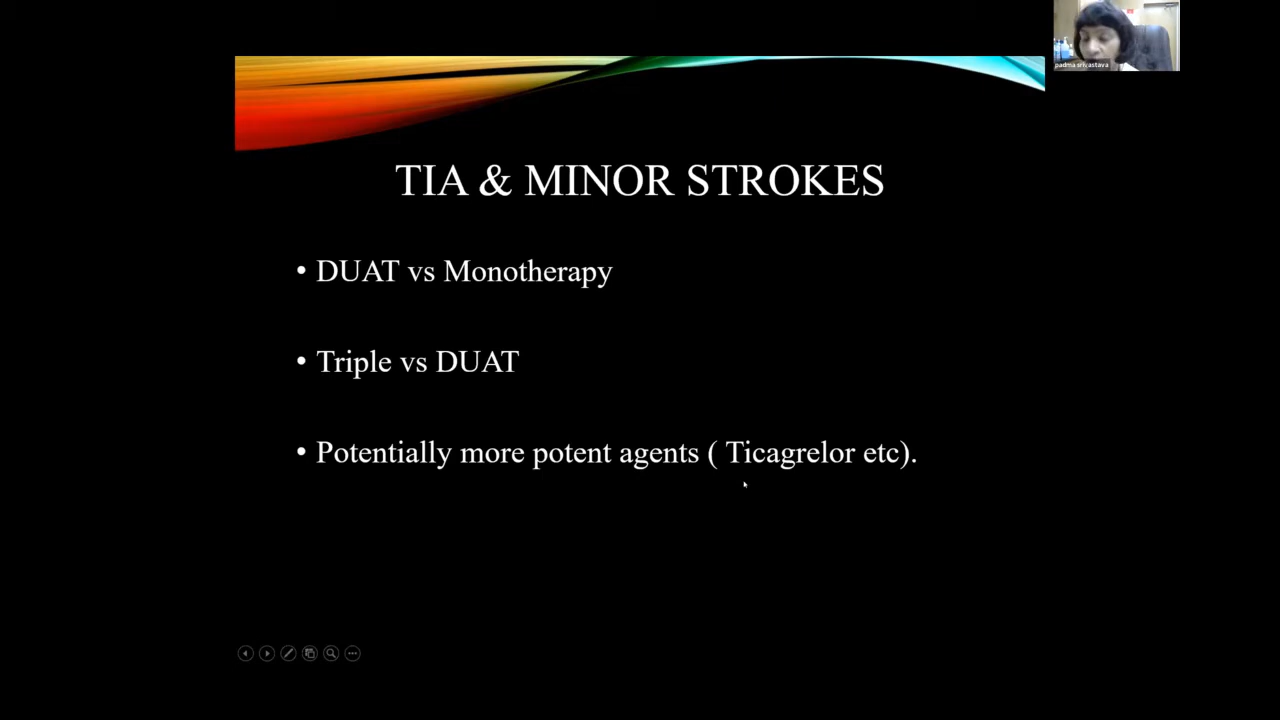 padma srivastava
TIA & MINOR STROKES
• DUAT vs Monotherapy
• Triple vs DUAT
• Potentially more potent agents ( Ticagrelor etc).